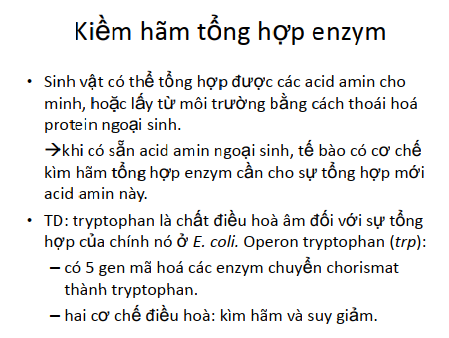 Kiềm hãm tổng hợp enzym
• Sinh vật có thể tổng hợp được các acid amin cho
minh, hoặc lấy từ môi trường bằng cách thoái hoá
protein ngoại sinh.
→khi có sẵn acid amin ngoại sinh, tế bào có cơ chế
kìm hãm tổng hợp enzym cần cho sự tổng hợp mới
acid amin này.
• TD: tryptophan là chất điều hoà âm đối với sự tổng
hợp của chính nó ở E. coli. Operon tryptophan (trp):
– có 5 gen mã hoá các enzym chuyển chorismat
thành tryptophan.
– hai cơ chế điều hoà: kìm hãm và suy giảm.